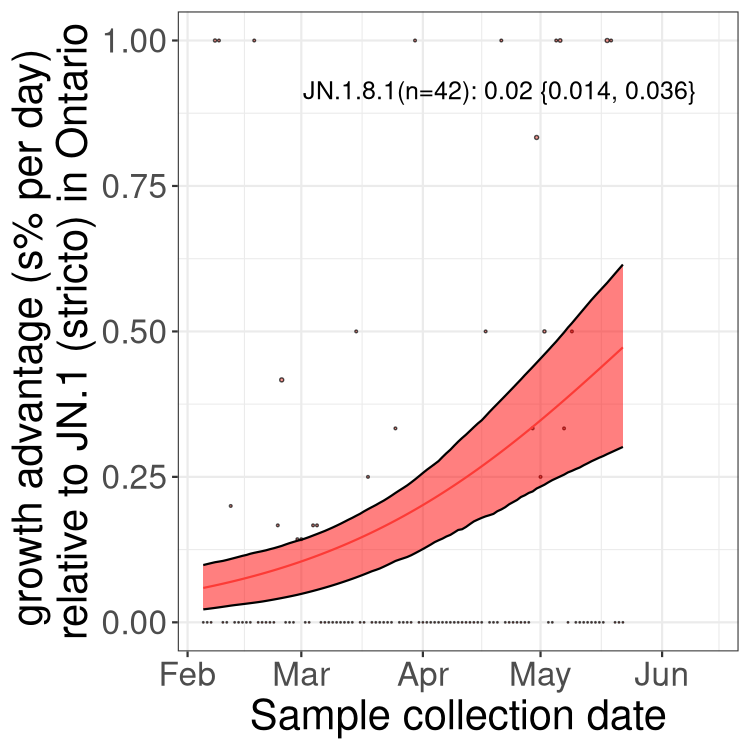 growth advantage (s% per day)
relative to JN.1 (stricto) in Ontario
1.00
0.75
0.50
0.25
0.00
JN.1.8.1(n=42): 0.02 {0.014, 0.036}
Feb Mar Apr May Jun
Sample collection date